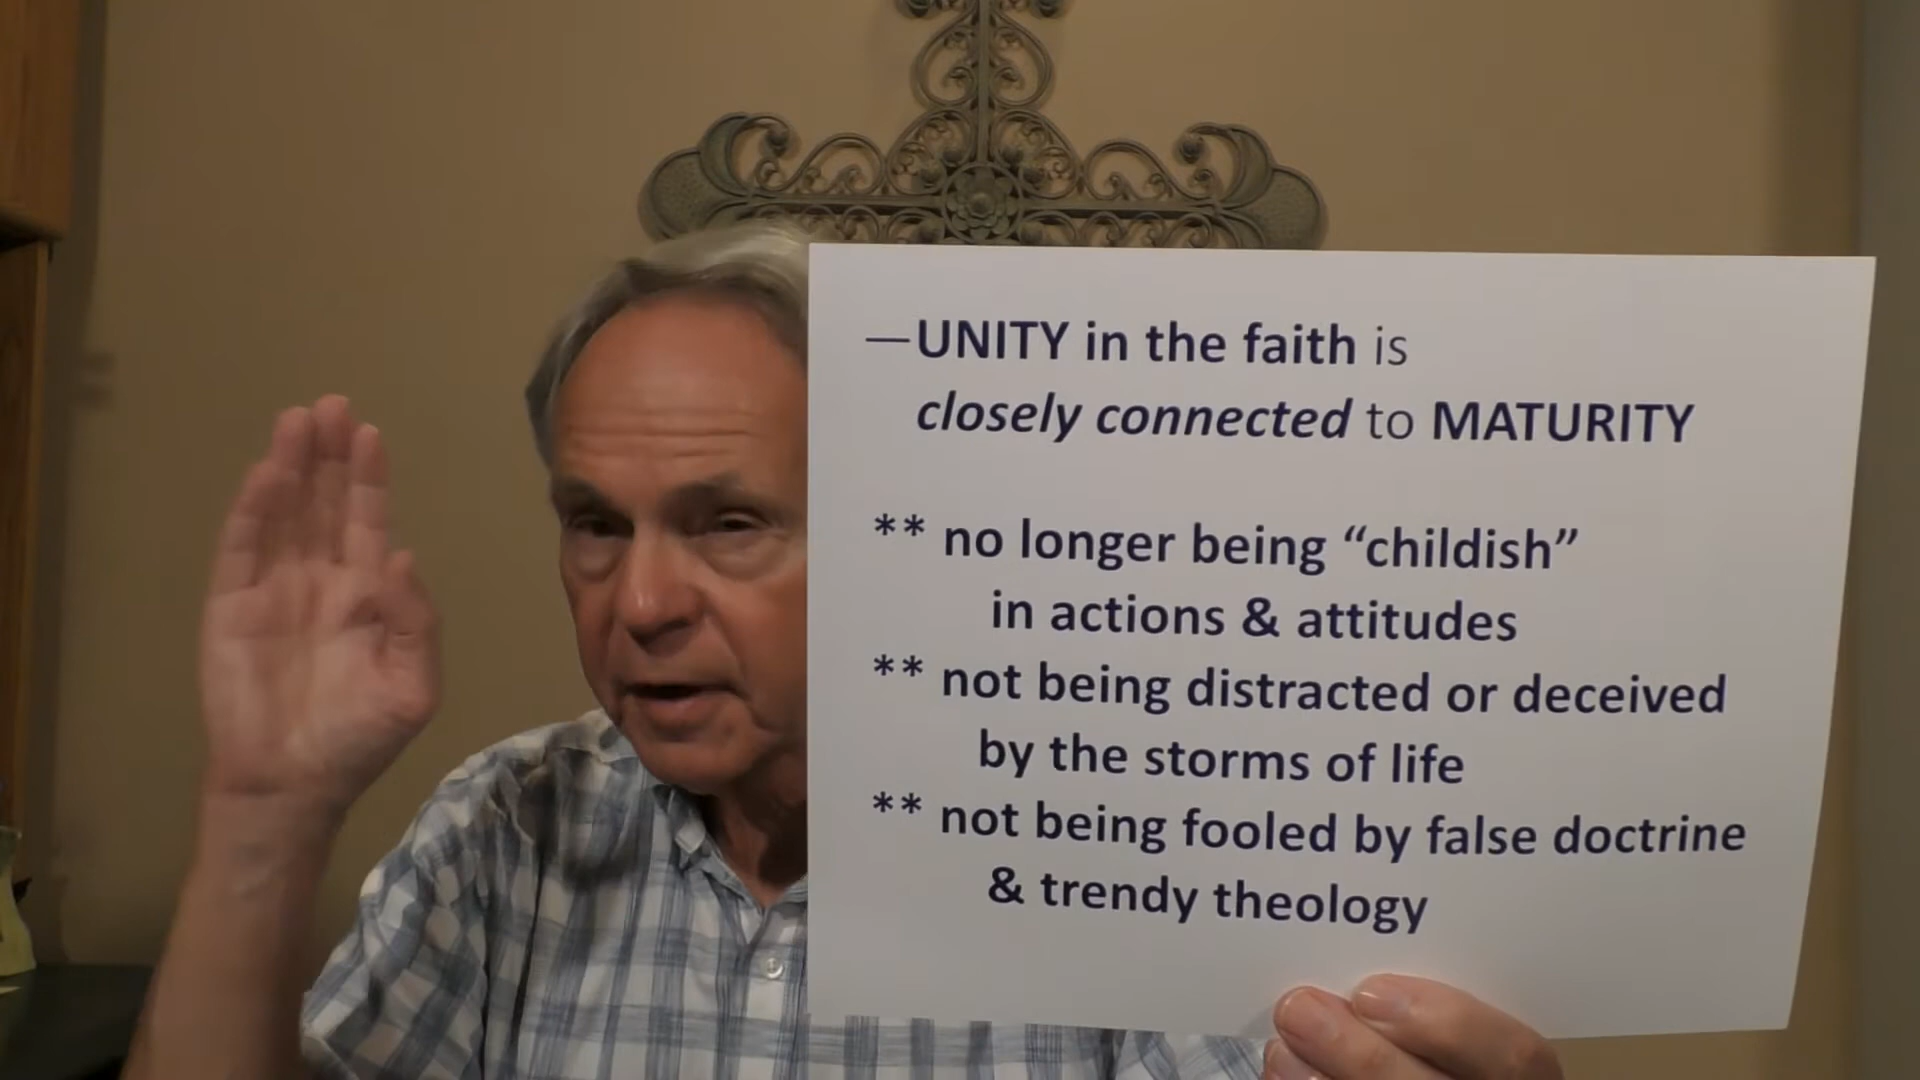 —UNITY in the faith is
closely connected to MATURITY
** no longer being “childish”
in actions & attitudes
** not being distracted or deceived
by the storms of life
** not being fooled by false doctrine
& trendy theology